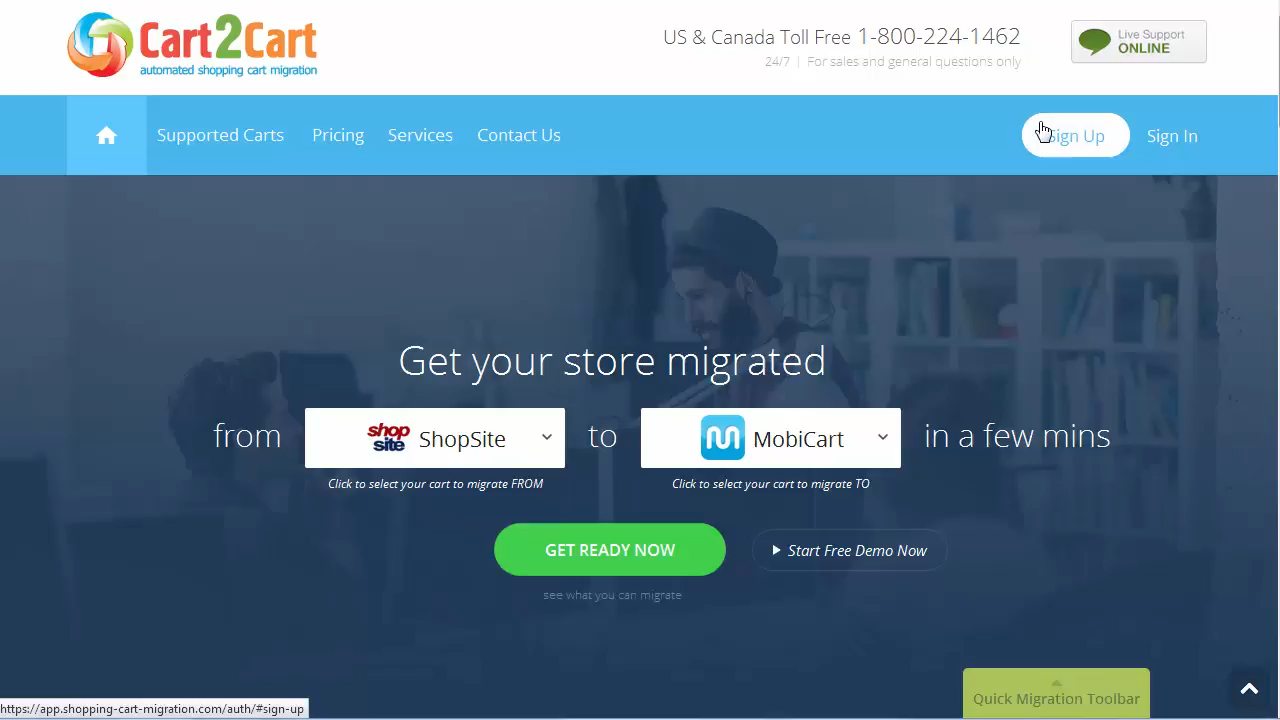 Cart2Cart
automated shopping cart migration
US & Canada Toll Free 1-800-224-1462
24/7 | For sales and general questions only
Live Support
ONLINE
Supported Carts
Pricing
Services
Contact Us
Sign Up
Sign In
Get your store migrated
from
shop
site
ShopSite
to
MobiCart
in a few mins
Click to select your cart to migrate FROM
Click to select your cart to migrate TO
GET READY NOW
Start Free Demo Now
see what you can migrate
Quick Migration Toolbar
https://app.shopping-cart-migration.com/auth/#sign-up